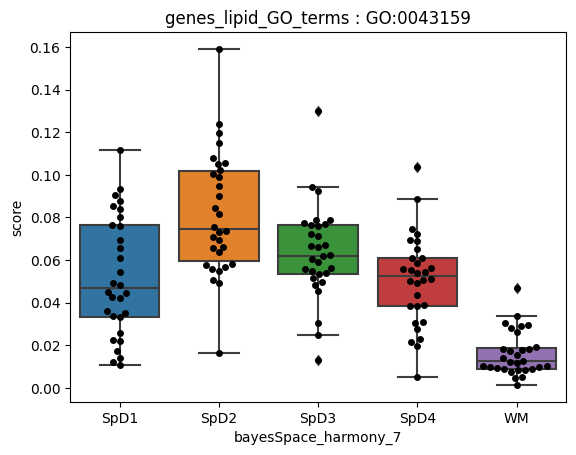 genes_lipid_GO_terms : GO:0043159
0.16
0.14
0.12
0.10
0.08
0.06
0.04
0.02
0.00
score
SpD1 SpD2 SpD3 SpD4 WM
bayesSpace_harmony_7